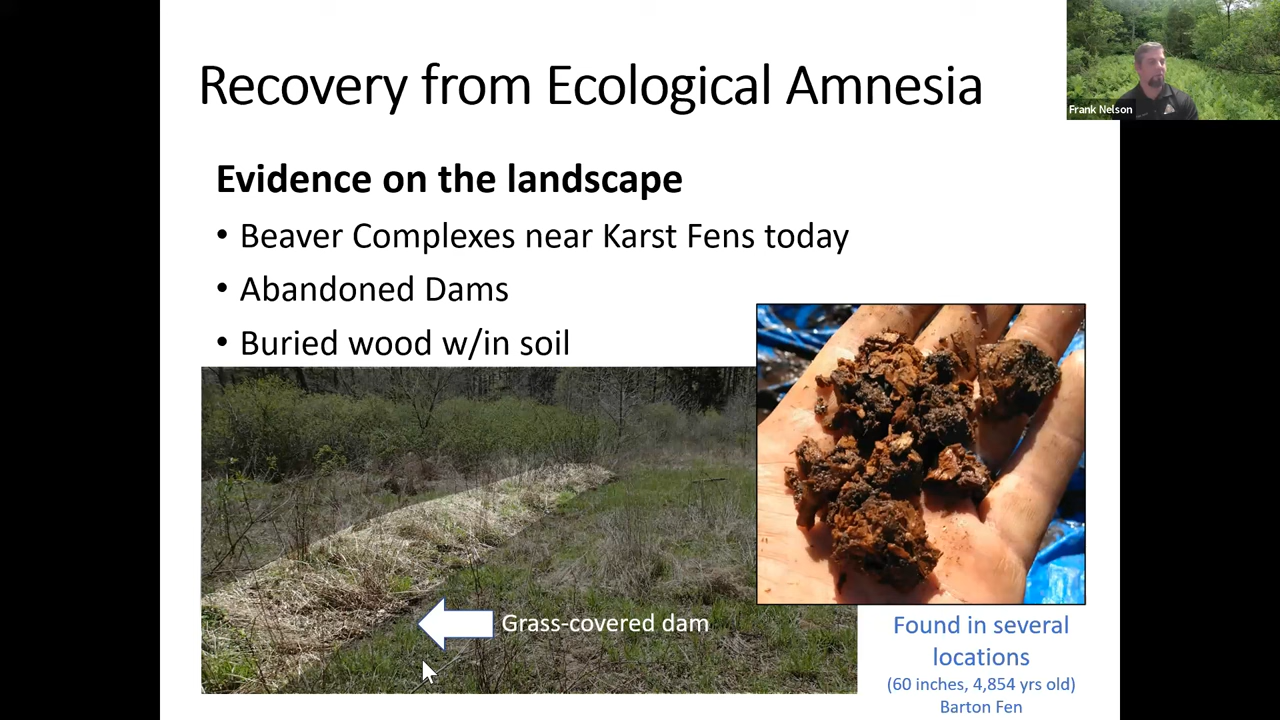 Recovery from Ecological Amnesia
Frank Nelson
Evidence on the landscape
• Beaver Complexes near Karst Fens today
• Abandoned Dams
• Buried wood w/in soil
Grass-covered dam
Found in several
locations
(60 inches, 4,854 yrs old)
Barton Fen